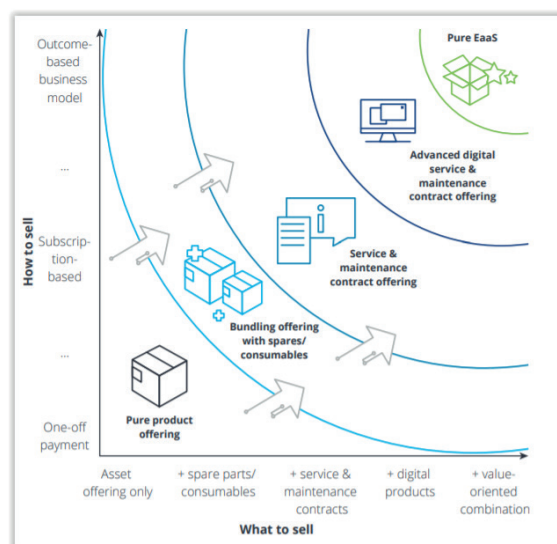 Outcome-
based
business
model
...
Subscrip-
tion-
based
...
One-off
payment
How to sell
Pure EaaS
Advanced digital
service &
maintenance
contract offering
Service &
maintenance
contract offering
Bundling offering
with spares/
consumables
Pure product
offering
Asset
offering only
+ spare parts/
consumables
+ service &
maintenance
contracts
+ digital
products
+ value-
oriented
combination
What to sell